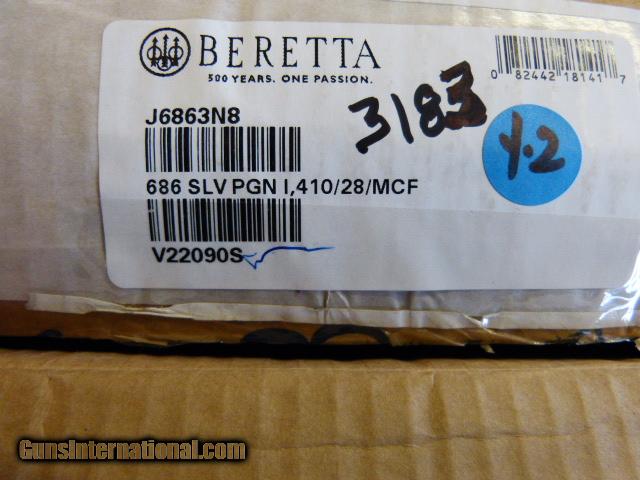 BERETTA
500 YEARS. ONE PASSION.
0 82442 18141 7
J6863N8
3183
y.2
686 SLV PGN I,410/28/MCF
V22090S
GunsInternational.com